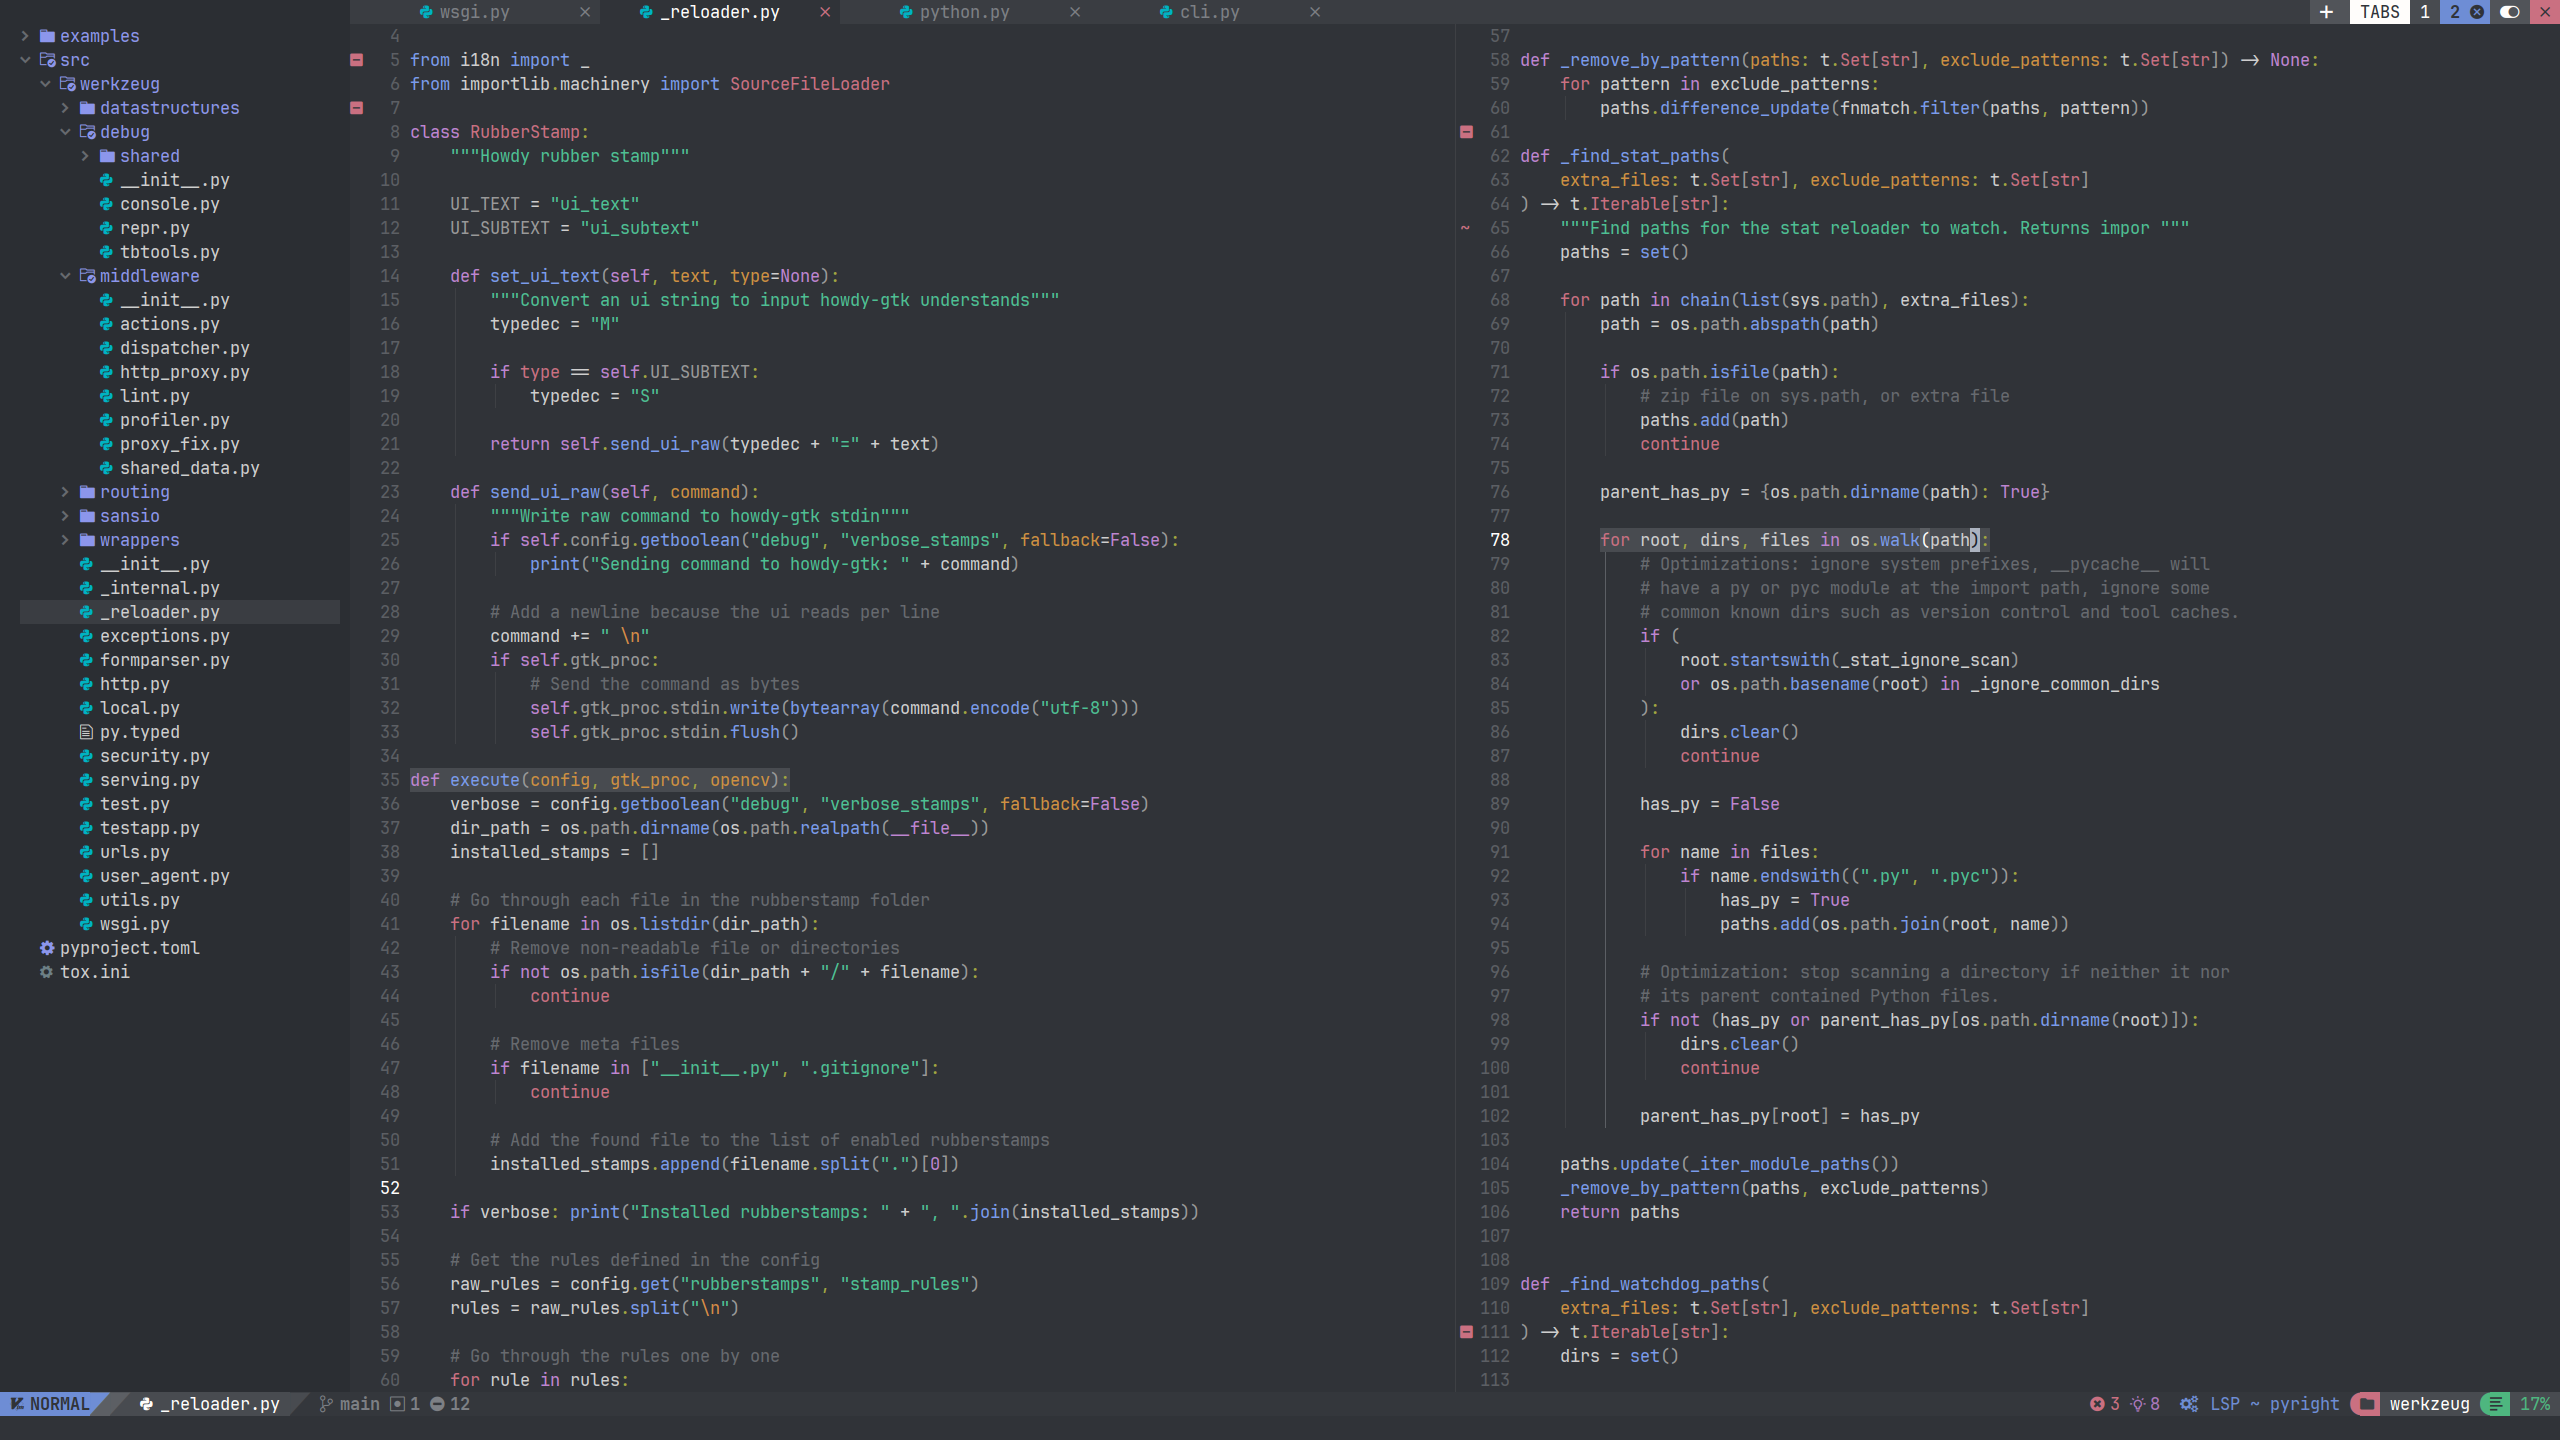 wsgi.py
_reloader.py
python.py
cli.py
TABS 1 2
examples
src
werkzeug
datastructures
debug
shared
__init__.py
console.py
repr.py
tbtools.py
middleware
__init__.py
actions.py
dispatcher.py
http_proxy.py
lint.py
profiler.py
proxy_fix.py
shared_data.py
routing
sansio
wrappers
__init__.py
_internal.py
_reloader.py
exceptions.py
formparser.py
http.py
local.py
py.typed
security.py
serving.py
test.py
testapp.py
urls.py
user_agent.py
utils.py
wsgi.py
pyproject.toml
tox.ini
4
5 from i18n import _
6 from importlib.machinery import SourceFileLoader
7
8 class RubberStamp:
9 """Howdy rubber stamp"""
10
11 UI_TEXT = "ui_text"
12 UI_SUBTEXT = "ui_subtext"
13
14 def set_ui_text(self, text, type=None):
15 """Convert an ui string to input howdy-gtk understands"""
16 typedec = "M"
17
18 if type == self.UI_SUBTEXT:
19 typedec = "S"
20
21 return self.send_ui_raw(typedec + "=" + text)
22
23 def send_ui_raw(self, command):
24 """Write raw command to howdy-gtk stdin"""
25 if self.config.getboolean("debug", "verbose_stamps", fallback=False):
26 print("Sending command to howdy-gtk: " + command)
27
28 # Add a newline because the ui reads per line
29 command += " \n"
30 if self.gtk_proc:
31 # Send the command as bytes
32 self.gtk_proc.stdin.write(bytearray(command.encode("utf-8")))
33 self.gtk_proc.stdin.flush()
34
35 def execute(config, gtk_proc, opencv):
36 verbose = config.getboolean("debug", "verbose_stamps", fallback=False)
37 dir_path = os.path.dirname(os.path.realpath(__file__))
38 installed_stamps = []
39
40 # Go through each file in the rubberstamp folder
41 for filename in os.listdir(dir_path):
42 # Remove non-readable file or directories
43 if not os.path.isfile(dir_path + "/" + filename):
44 continue
45
46 # Remove meta files
47 if filename in ["__init__.py", ".gitignore"]:
48 continue
49
50 # Add the found file to the list of enabled rubberstamps
51 installed_stamps.append(filename.split(".")[0])
52
53 if verbose: print("Installed rubberstamps: " + ", ".join(installed_stamps))
54
55 # Get the rules defined in the config
56 raw_rules = config.get("rubberstamps", "stamp_rules")
57 rules = raw_rules.split("\n")
58
59 # Go through the rules one by one
60 for rule in rules:
57
58 def _remove_by_pattern(paths: t.Set[str], exclude_patterns: t.Set[str]) -> None:
59 for pattern in exclude_patterns:
60 paths.difference_update(fnmatch.filter(paths, pattern))
61
62 def _find_stat_paths(
63 extra_files: t.Set[str], exclude_patterns: t.Set[str]
64 ) -> t.Iterable[str]:
~ 65 """Find paths for the stat reloader to watch. Returns impor """
66 paths = set()
67
68 for path in chain(list(sys.path), extra_files):
69 path = os.path.abspath(path)
70
71 if os.path.isfile(path):
72 # zip file on sys.path, or extra file
73 paths.add(path)
74 continue
75
76 parent_has_py = {os.path.dirname(path): True}
77
78 for root, dirs, files in os.walk(path):
79 # Optimizations: ignore system prefixes, __pycache__ will
80 # have a py or pyc module at the import path, ignore some
81 # common known dirs such as version control and tool caches.
82 if (
83 root.startswith(_stat_ignore_scan)
84 or os.path.basename(root) in _ignore_common_dirs
85 ):
86 dirs.clear()
87 continue
88
89 has_py = False
90
91 for name in files:
92 if name.endswith((".py", ".pyc")):
93 has_py = True
94 paths.add(os.path.join(root, name))
95
96 # Optimization: stop scanning a directory if neither it nor
97 # its parent contained Python files.
98 if not (has_py or parent_has_py[os.path.dirname(root)]):
99 dirs.clear()
100 continue
101
102 parent_has_py[root] = has_py
103
104 paths.update(_iter_module_paths())
105 _remove_by_pattern(paths, exclude_patterns)
106 return paths
107
108
109 def _find_watchdog_paths(
110 extra_files: t.Set[str], exclude_patterns: t.Set[str]
111 ) -> t.Iterable[str]:
112 dirs = set()
113
NORMAL _reloader.py main 1 12 3 8 LSP ~ pyright werkzeug 17%